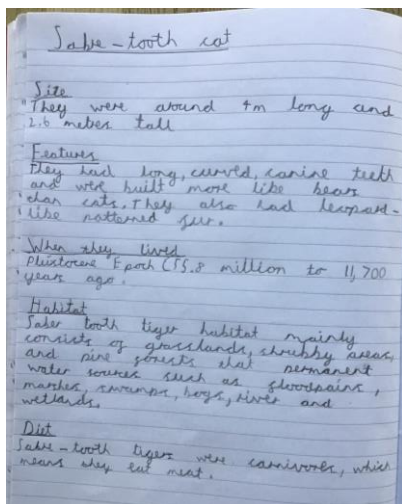 Sabre-tooth cat
Size
They were around 4m long and
2.6 metres tall
Features
They had long, curved, canine teeth
and were built more like bears
than cats. They also had leopard-
like patterned fur.
When they lived
Pleistocene Epoch (55.8 million to 11,700
years ago.
Habitat
Saber tooth tiger habitat mainly
consists of grasslands, shrubby areas,
and pine forests that permanent
water sources such as floodpains,
marshes, swamps, bogs, river and
wetlands.
Diet
Sabre-tooth tigers were carnivores, which
means they eat meat.